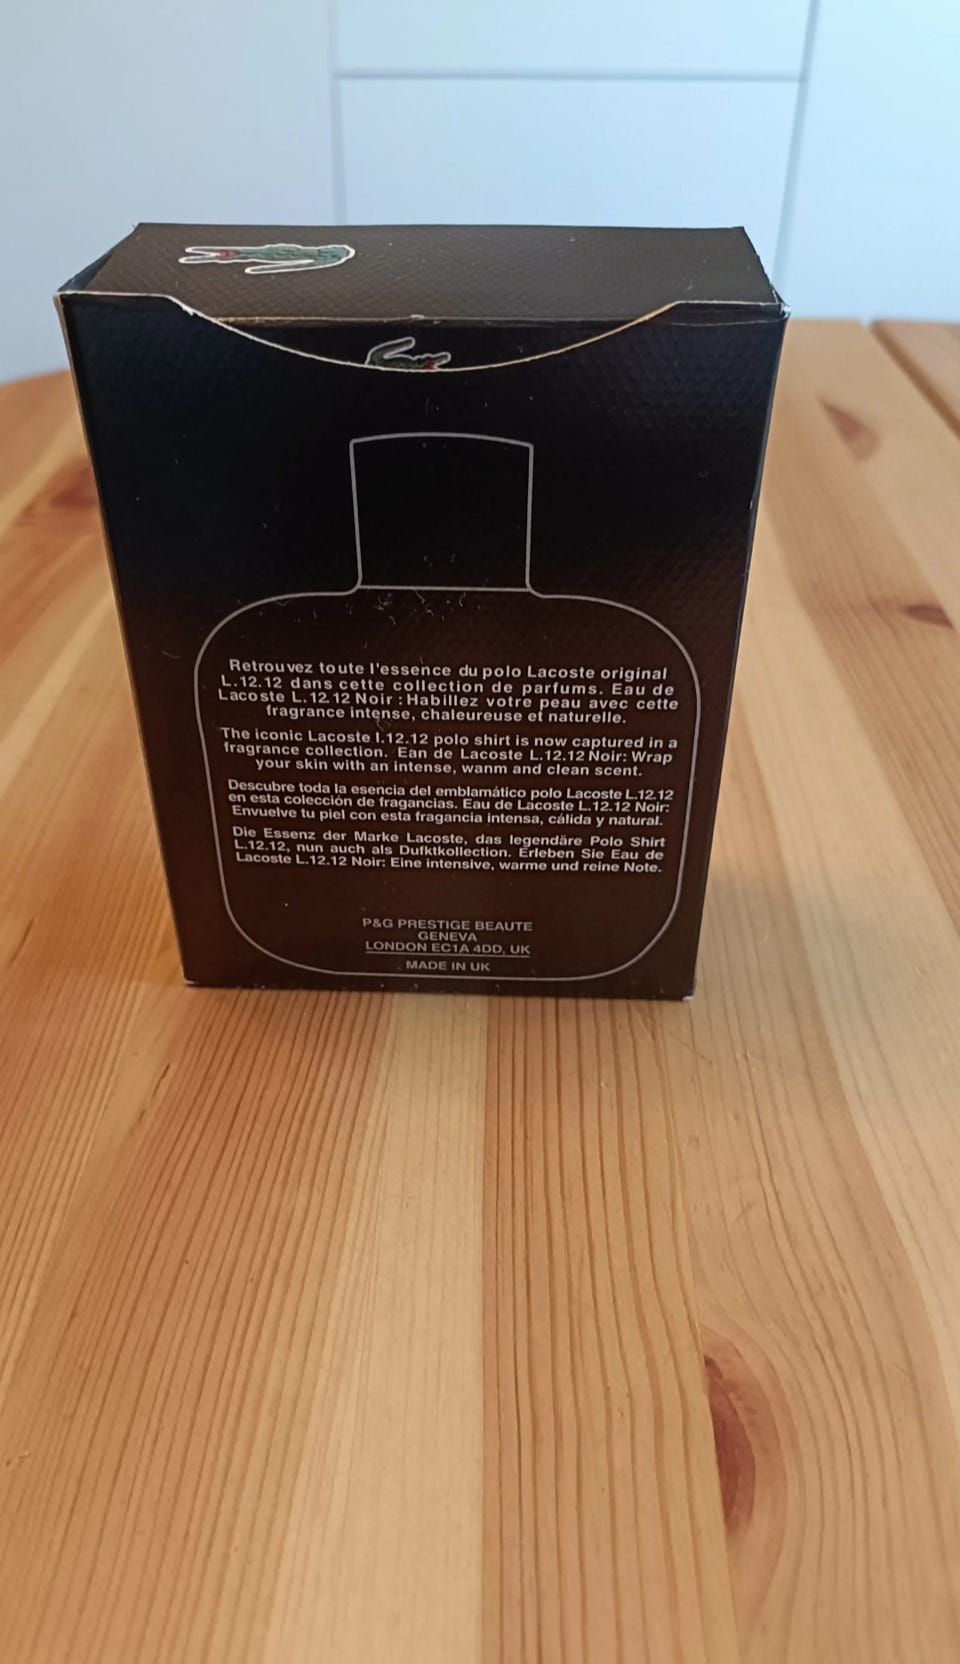 Retrouvez toute l'essence du polo Lacoste original
L.12.12 dans cette collection de parfums. Eau de
Lacoste L.12.12 Noir : Habillez votre peau avec cette
fragrance intense, chaleureuse et naturelle.
The iconic Lacoste l.12.12 polo shirt is now captured in a
fragrance collection. Ean de Lacoste L.12.12 Noir: Wrap
your skin with an intense, wanm and clean scent.
Descubre toda la esencia del emblamático polo Lacoste L.12.12
en esta colección de fragancias. Eau de Lacoste L.12.12 Noir:
Envuelve tu piel con esta fragancia intensa, cálida y natural.
Die Essenz der Marke Lacoste, das legendäre Polo Shirt
L.12.12, nun auch als Dufktkollection. Erleben Sie Eau de
Lacoste L.12.12 Noir: Eine intensive, warme und reine Note.
P&G PRESTIGE BEAUTE
GENEVA
LONDON EC1A 4DD, UK
MADE IN UK